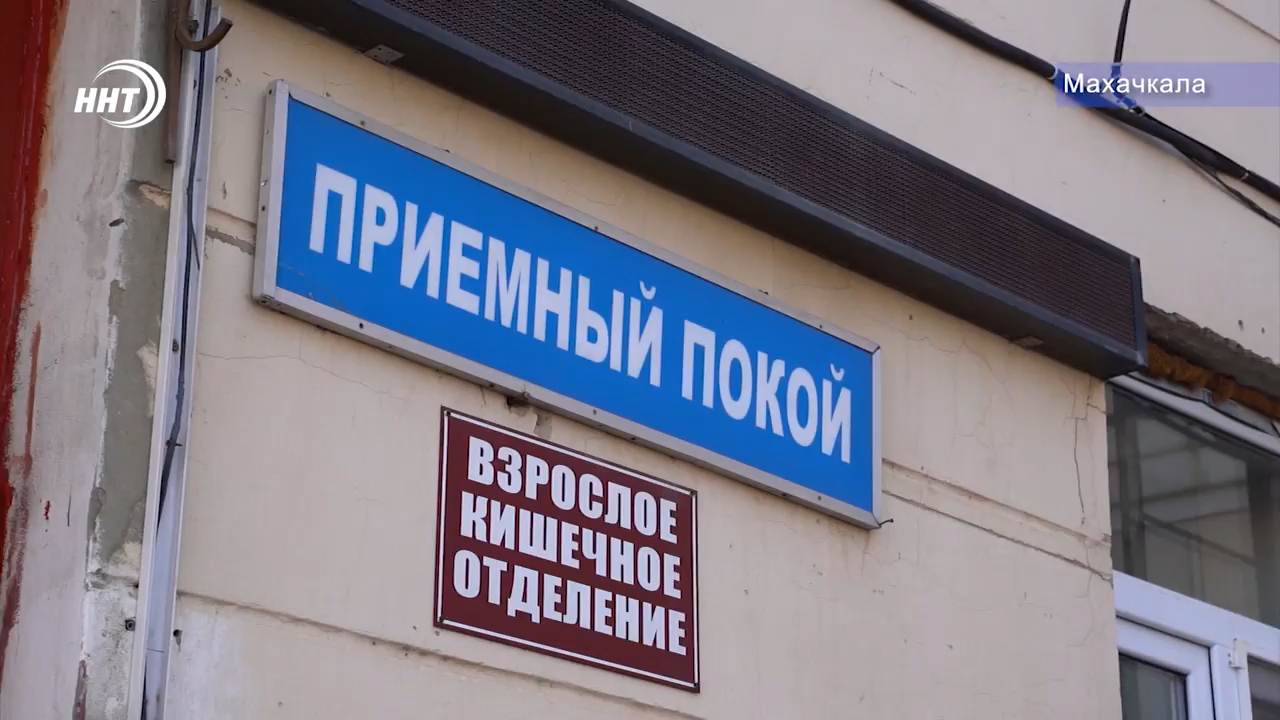 ННТ
Махачкала
ПРИЕМНЫЙ ПОКОЙ
ВЗРОСЛОЕ
КИШЕЧНОЕ
ОТДЕЛЕНИЕ